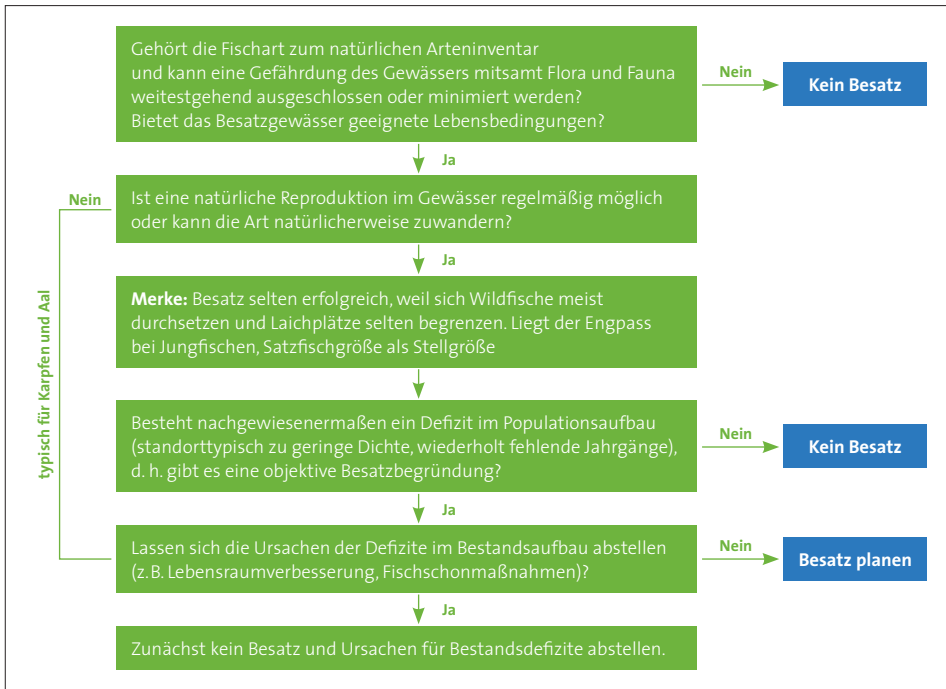 Gehört die Fischart zum natürlichen Arteninventar
und kann eine Gefährdung des Gewässers mitsamt Flora und Fauna
weitestgehend ausgeschlossen oder minimiert werden?
Bietet das Besatzgewässer geeignete Lebensbedingungen?
Nein
Kein Besatz
Ja
Nein
Ist eine natürliche Reproduktion im Gewässer regelmäßig möglich
oder kann die Art natürlicherweise zuwandern?
Ja
Merke: Besatz selten erfolgreich, weil sich Wildfische meist
durchsetzen und Laichplätze selten begrenzen. Liegt der Engpass
bei Jungfischen, Satzfischgröße als Stellgröße
typisch für Karpfen und Aal
Besteht nachgewiesenermaßen ein Defizit im Populationsaufbau
(standorttypisch zu geringe Dichte, wiederholt fehlende Jahrgänge),
d. h. gibt es eine objektive Besatzbegründung?
Nein
Kein Besatz
Ja
Lassen sich die Ursachen der Defizite im Bestandsaufbau abstellen
(z.B. Lebensraumverbesserung, Fischschonmaßnahmen)?
Nein
Besatz planen
Ja
Zunächst kein Besatz und Ursachen für Bestandsdefizite abstellen.